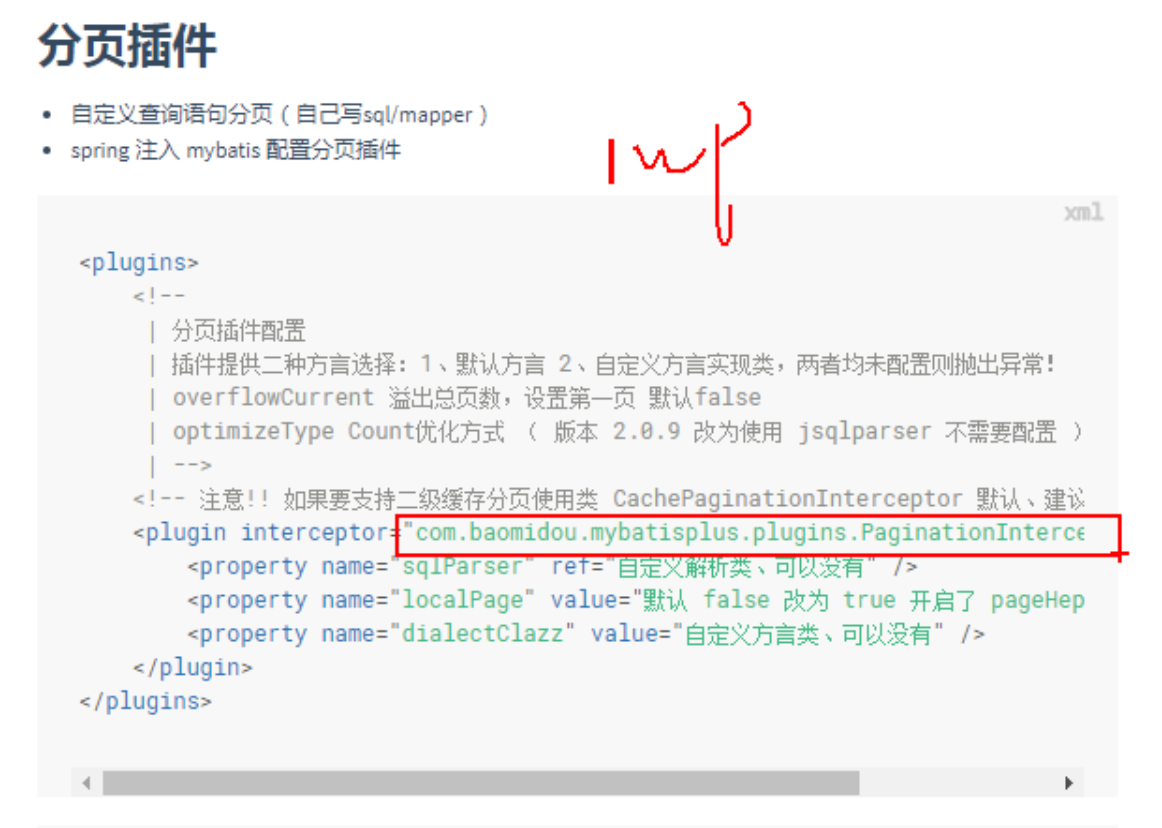 分页插件
自定义查询语句分页（自己写sql/mapper）
spring 注入 mybatis 配置分页插件
xml
<plugins>
<!--
| 分页插件配置
| 插件提供二种方言选择：1、默认方言 2、自定义方言实现类，两者均未配置则抛出异常！
| overflowCurrent 溢出总页数，设置第一页 默认false
| optimizeType Count优化方式 （ 版本 2.0.9 改为使用 jsqlparser 不需要配置 ）
| -->
<!-- 注意!! 如果要支持二级缓存分页使用类 CachePaginationInterceptor 默认、建议
<plugin interceptor="com.baomidou.mybatisplus.plugins.PaginationInterce
<property name="sqlParser" ref="自定义解析类、可以没有" />
<property name="localPage" value="默认 false 改为 true 开启了 pageHep
<property name="dialectClazz" value="自定义方言类、可以没有" />
</plugin>
</plugins>